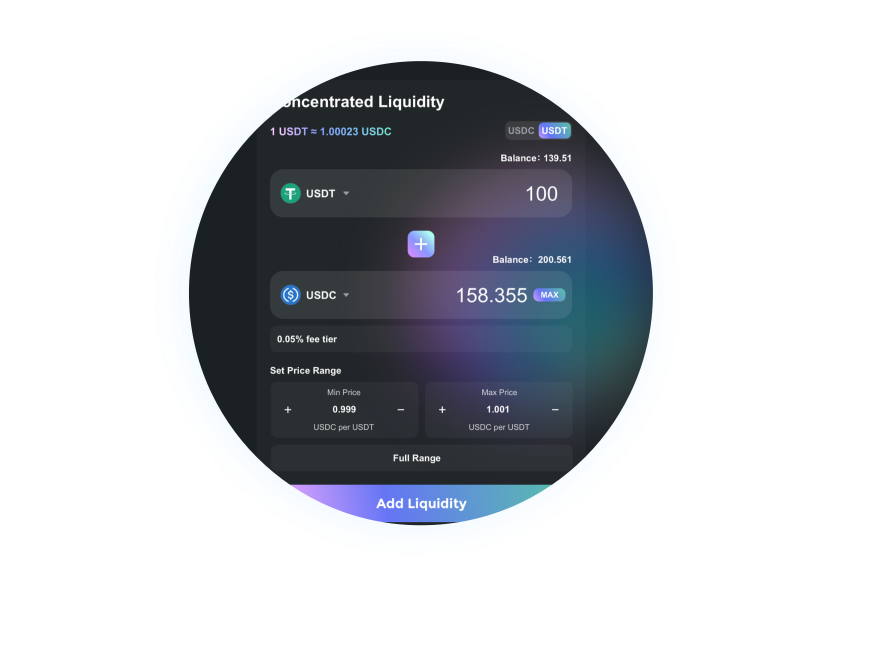 oncentrated Liquidity
1 USDT ≈ 1.00023 USDC
USDC USDT
Balance: 139.51
USDT 100
Balance: 200.561
USDC 158.355 MAX
0.05% fee tier
Set Price Range
Min Price Max Price
+ 0.999 − + 1.001 −
USDC per USDT USDC per USDT
Full Range
Add Liquidity